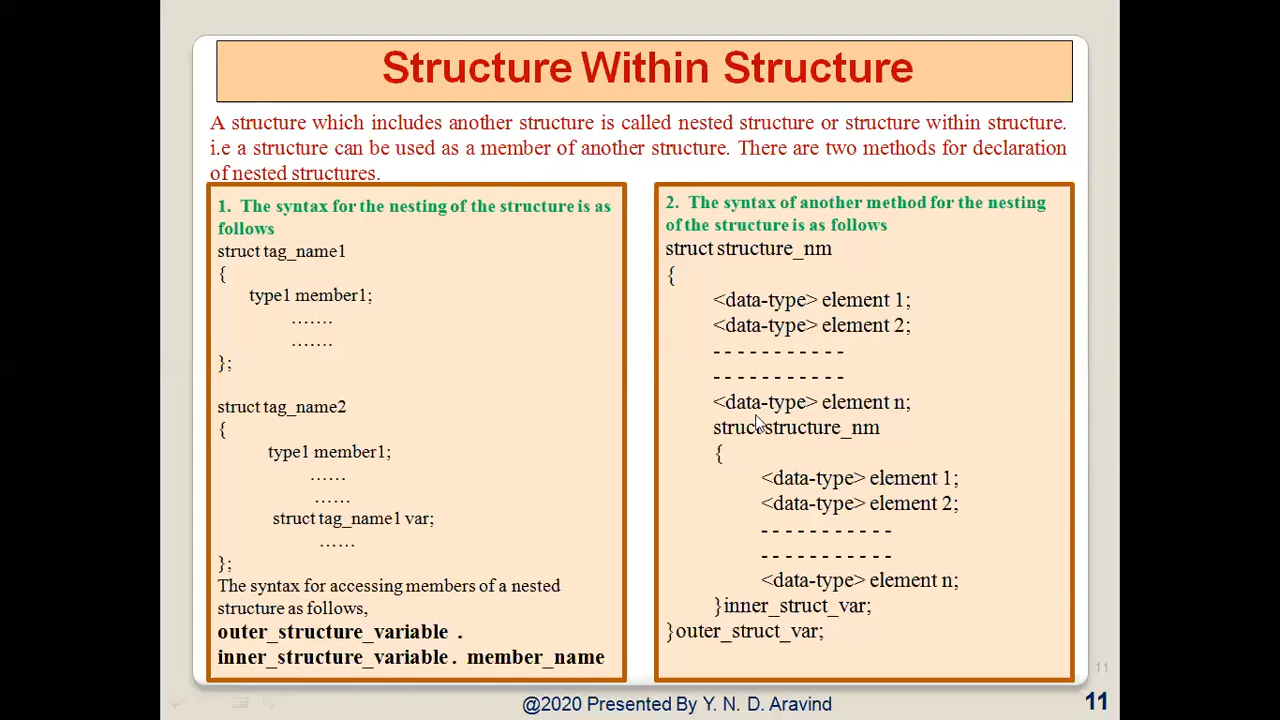 Structure Within Structure
A structure which includes another structure is called nested structure or structure within structure.
i.e a structure can be used as a member of another structure. There are two methods for declaration
of nested structures.
1. The syntax for the nesting of the structure is as
follows
struct tag_name1
{
type1 member1;
…….
…….
};
struct tag_name2
{
type1 member1;
……
……
struct tag_name1 var;
……
};
The syntax for accessing members of a nested
structure as follows,
outer_structure_variable .
inner_structure_variable . member_name
2. The syntax of another method for the nesting
of the structure is as follows
struct structure_nm
{
<data-type> element 1;
<data-type> element 2;
- - - - - - - - - - -
- - - - - - - - - - -
<data-type> element n;
struct structure_nm
{
<data-type> element 1;
<data-type> element 2;
- - - - - - - - - - -
- - - - - - - - - - -
<data-type> element n;
}inner_struct_var;
}outer_struct_var;
11
@2020 Presented By Y. N. D. Aravind
11